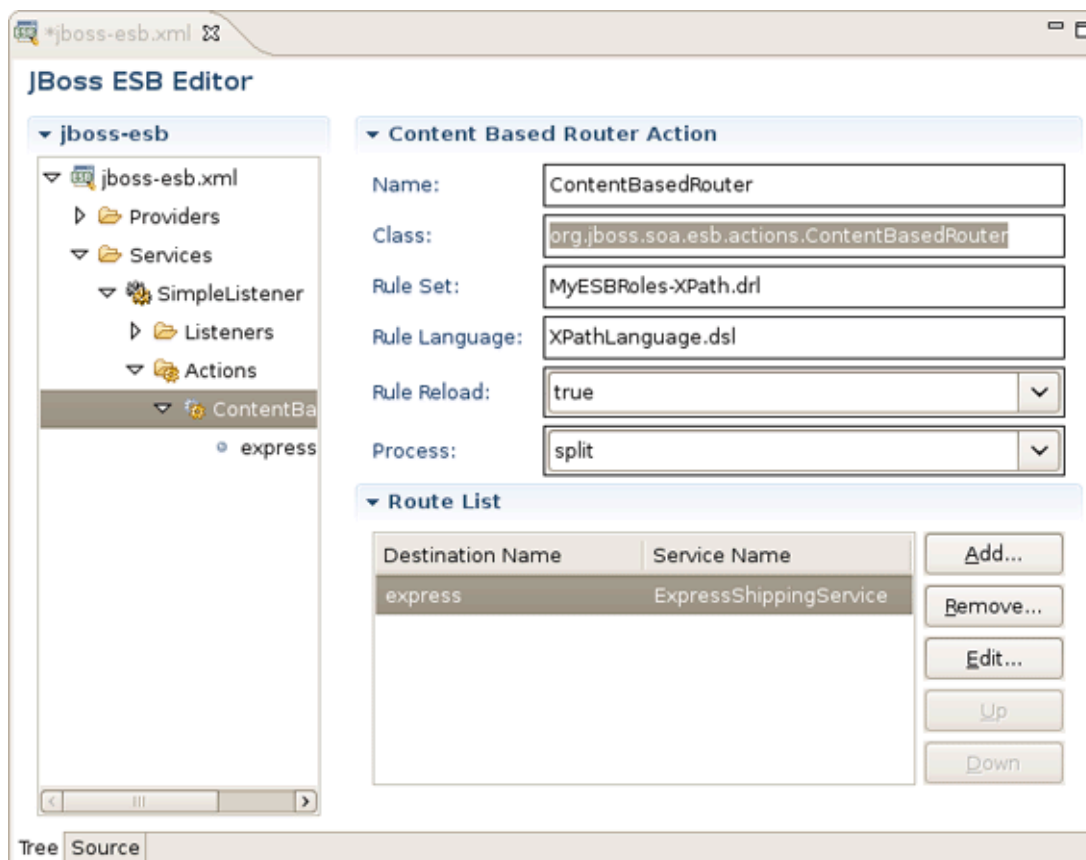 *jboss-esb.xml
JBoss ESB Editor
jboss-esb
jboss-esb.xml
Providers
Services
SimpleListener
Listeners
Actions
ContentBa
express
Content Based Router Action
Name: ContentBasedRouter
Class: org.jboss.soa.esb.actions.ContentBasedRouter
Rule Set: MyESBRoles-XPath.drl
Rule Language: XPathLanguage.dsl
Rule Reload: true
Process: split
Route List
Destination Name Service Name
express ExpressShippingService
Add...
Remove...
Edit...
Up
Down
Tree Source